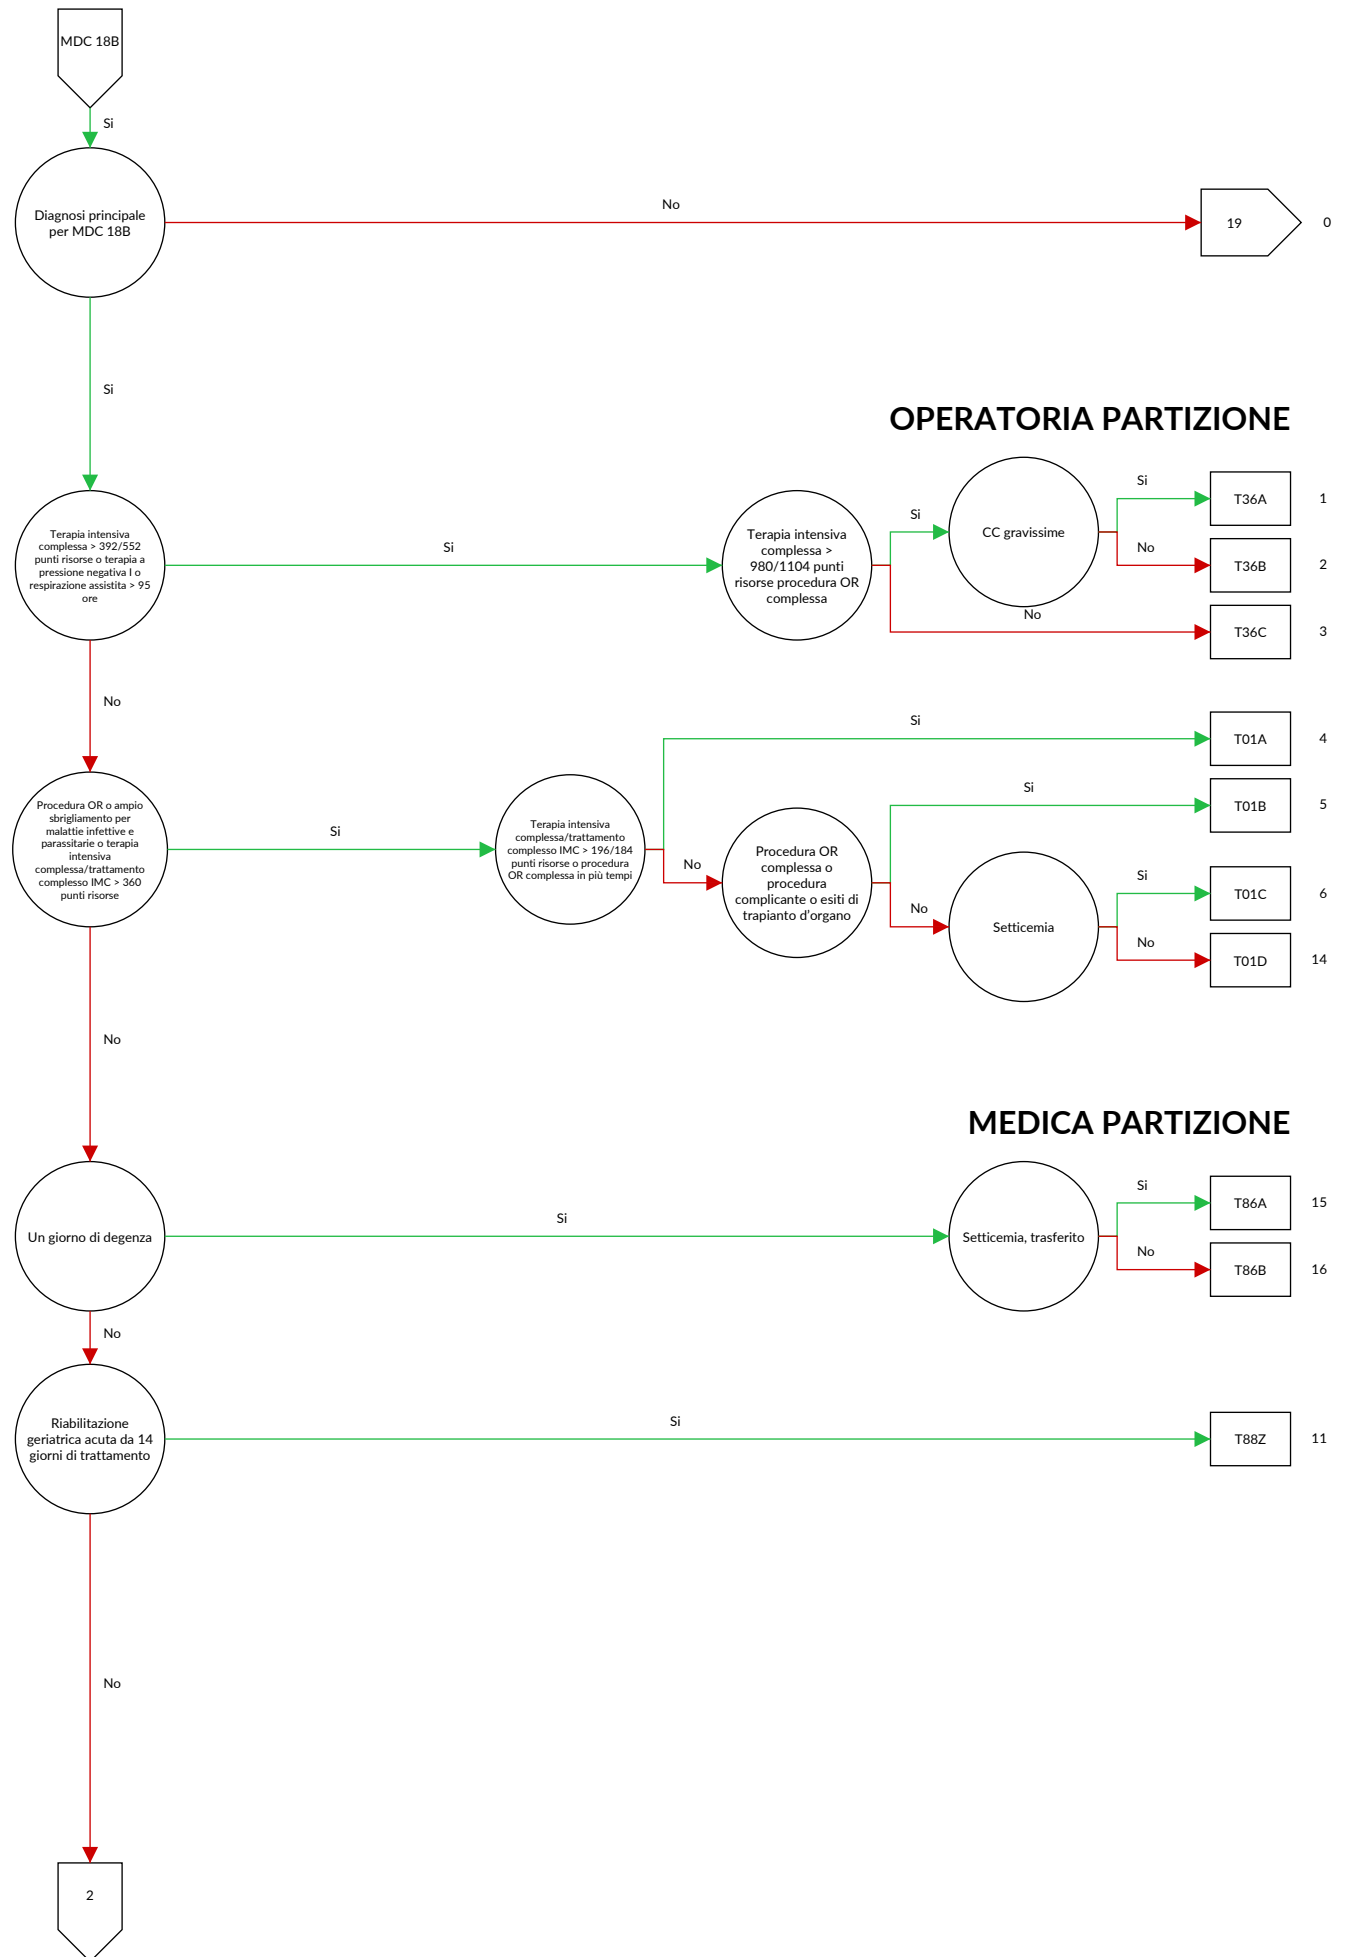 MDC 18B
Si
Diagnosi principale
per MDC 18B
No
19
0
Si
OPERATORIA PARTIZIONE
Terapia intensiva
complessa > 392/552
punti risorse o terapia a
pressione negativa I o
respirazione assistita > 95
ore
Si
Terapia intensiva
complessa >
980/1104 punti
risorse procedura OR
complessa
Si
CC gravissime
Si
T36A
1
No
T36B
2
No
T36C
3
No
Procedura OR o ampio
sbrigliamento per
malattie infettive e
parassitarie o terapia
intensiva
complessa/trattamento
complesso IMC > 360
punti risorse
Si
Terapia intensiva
complessa/trattamento
complesso IMC > 196/184
punti risorse o procedura
OR complessa in più tempi
Si
T01A
4
No
Procedura OR
complessa o
procedura
complicante o esiti di
trapianto d'organo
Si
T01B
5
No
Setticemia
Si
T01C
6
No
T01D
14
No
MEDICA PARTIZIONE
Un giorno di degenza
Si
Setticemia, trasferito
Si
T86A
15
No
T86B
16
No
Riabilitazione
geriatrica acuta da 14
giorni di trattamento
Si
T88Z
11
No
2